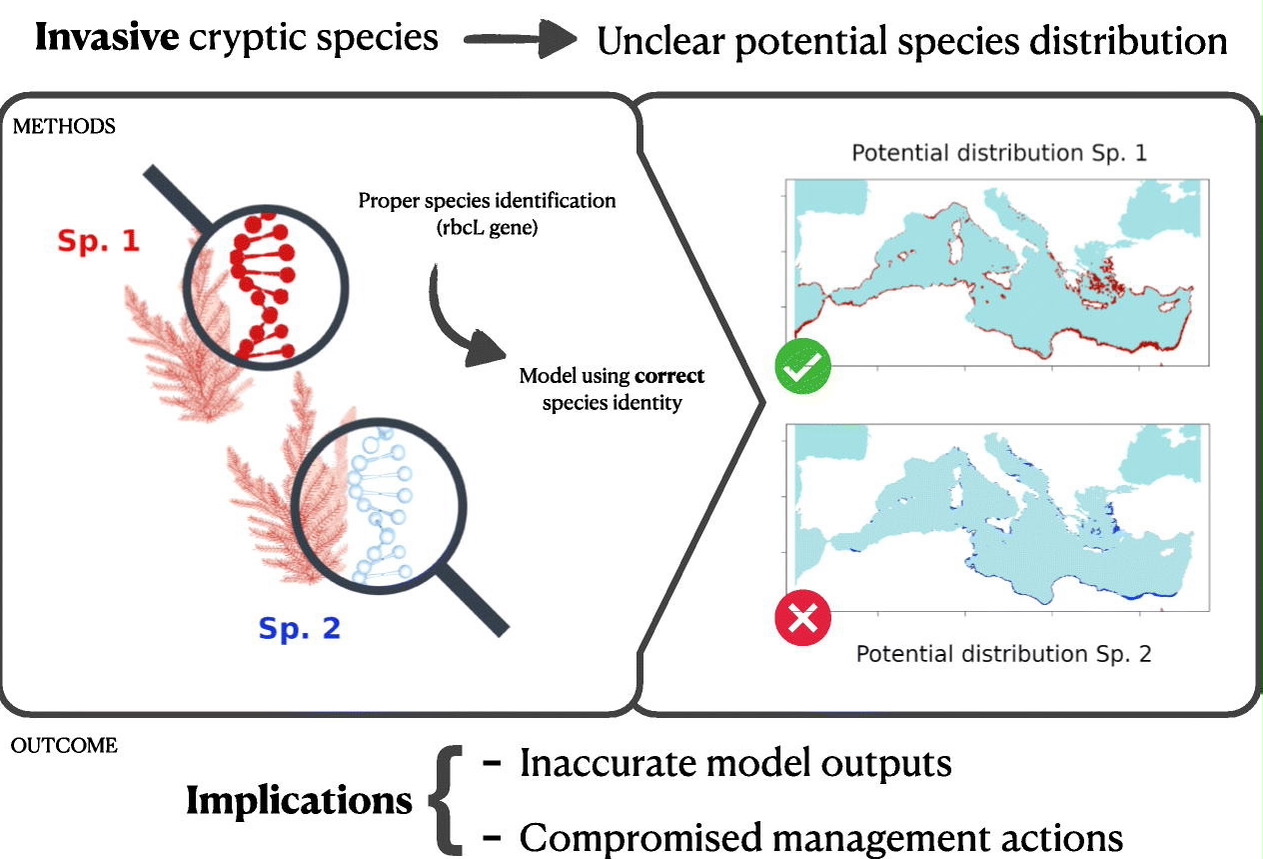 Invasive cryptic species
Unclear potential species distribution
METHODS
Sp. 1
Proper species identification
(rbcL gene)
Model using correct
species identity
Sp. 2
Potential distribution Sp. 1
Potential distribution Sp. 2
OUTCOME
Implications
- Inaccurate model outputs
- Compromised management actions